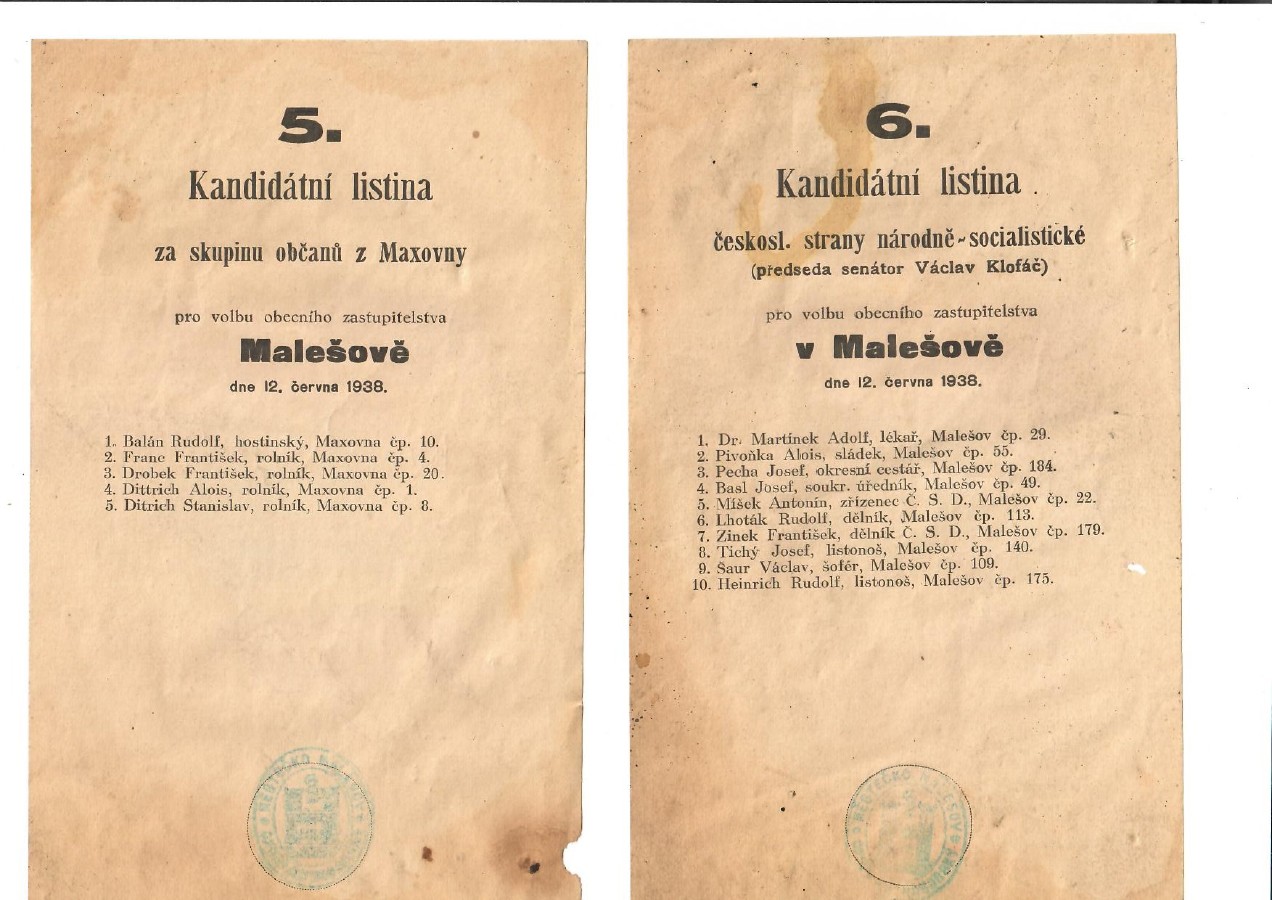 5.
Kandidátní listina
za skupinu občanů z Maxovny
pro volbu obecního zastupitelstva
Malešově
dne 12. června 1938.
1. Balán Rudolf, hostinský, Maxovna čp. 10.
2. Franc František, rolník, Maxovna čp. 4.
3. Drobek František, rolník, Maxovna čp. 20.
4. Dittrich Alois, rolník, Maxovna čp. 1.
5. Ditrich Stanislav, rolník, Maxovna čp. 8.
6.
Kandidátní listina
českosl. strany národně-socialistické
(předseda senátor Václav Klofáč)
pro volbu obecního zastupitelstva
v Malešově
dne 12. června 1938.
1. Dr. Martínek Adolf, lékař, Malešov čp. 29.
2. Pivoňka Alois, sládek, Malešov čp. 55.
3. Pecha Josef, okresní cestář, Malešov čp. 184.
4. Basl Josef, soukr. úředník, Malešov čp. 49.
5. Míšek Antonín, zřízenec Č. S. D., Malešov čp. 22.
6. Lhoták Rudolf, dělník, Malešov čp. 113.
7. Zinek František, dělník Č. S. D., Malešov čp. 179.
8. Tichý Josef, listonoš, Malešov čp. 140.
9. Šaur Václav, šofér, Malešov čp. 109.
10. Heinrich Rudolf, listonoš, Malešov čp. 175.
MĚSTEČKO
MĚSTEČKO MALEŠOV